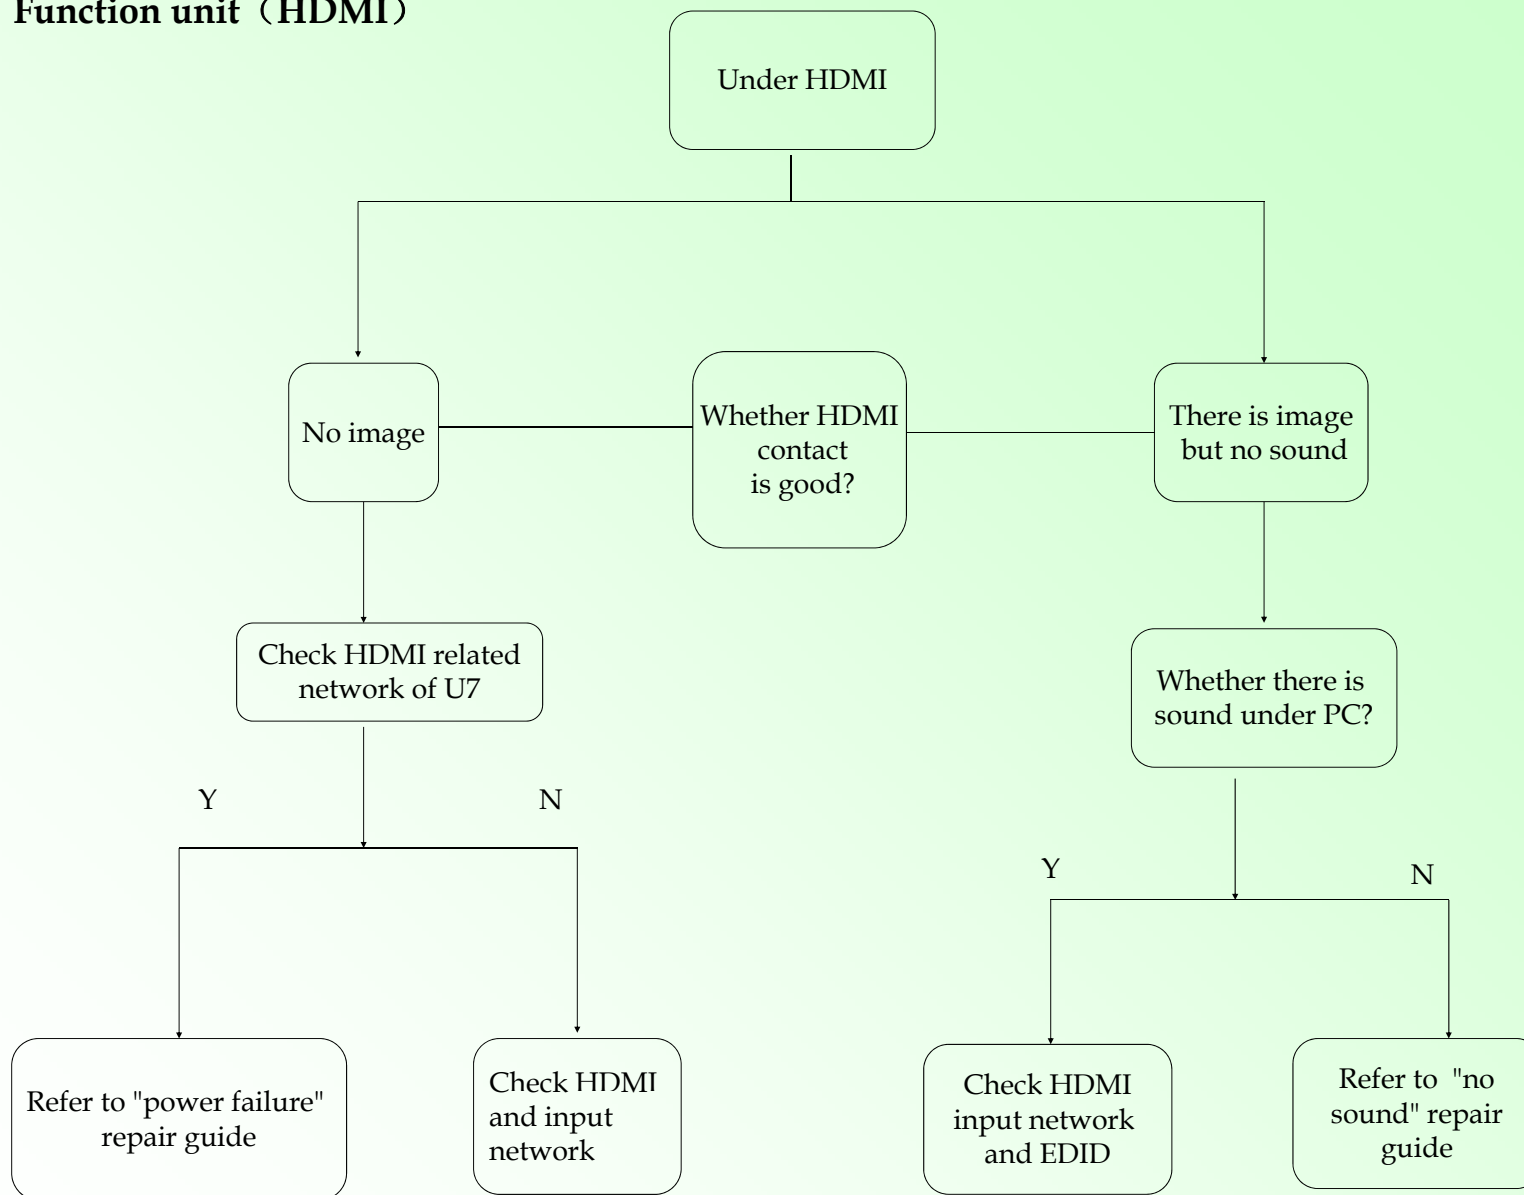 Function unit（HDMI）
Under HDMI
No image
Whether HDMI
contact
is good?
There is image
but no sound
Check HDMI related
network of U7
Whether there is
sound under PC?
Y
N
Y
N
Refer to "power failure"
repair guide
Check HDMI
and input
network
Check HDMI
input network
and EDID
Refer to "no
sound" repair
guide